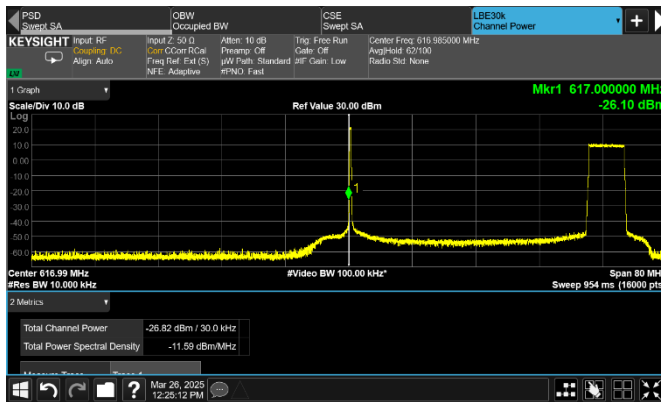 PSD
Swept SA
OBW
Occupied BW
CSE
Swept SA
LBE30k
Channel Power
KEYSIGHT
Input: RF
Coupling: DC
Align: Auto
Input Z: 50 Ω
Corr CCorr RCal
Freq Ref: Ext (S)
NFE: Adaptive
Atten: 10 dB
Preamp: Off
µW Path: Standard
#PNO: Fast
Trig: Free Run
Gate: Off
#IF Gain: Low
Center Freq: 616.985000 MHz
Avg|Hold: 62/100
Radio Std: None
1 Graph
Mkr1 617.000000 MHz
Scale/Div 10.0 dB
Ref Value 30.00 dBm
-26.10 dBm
Log
20.0
10.0
0.00
-10.0
-20.0
-30.0
-40.0
-50.0
-60.0
1
Center 616.99 MHz
#Video BW 100.00 kHz*
Span 80 MH
#Res BW 10.000 kHz
Sweep 954 ms (16000 pts
2 Metrics
Total Channel Power
-26.82 dBm / 30.0 kHz
Total Power Spectral Density
-11.59 dBm/MHz
Mar 26, 2025
12:25:12 PM